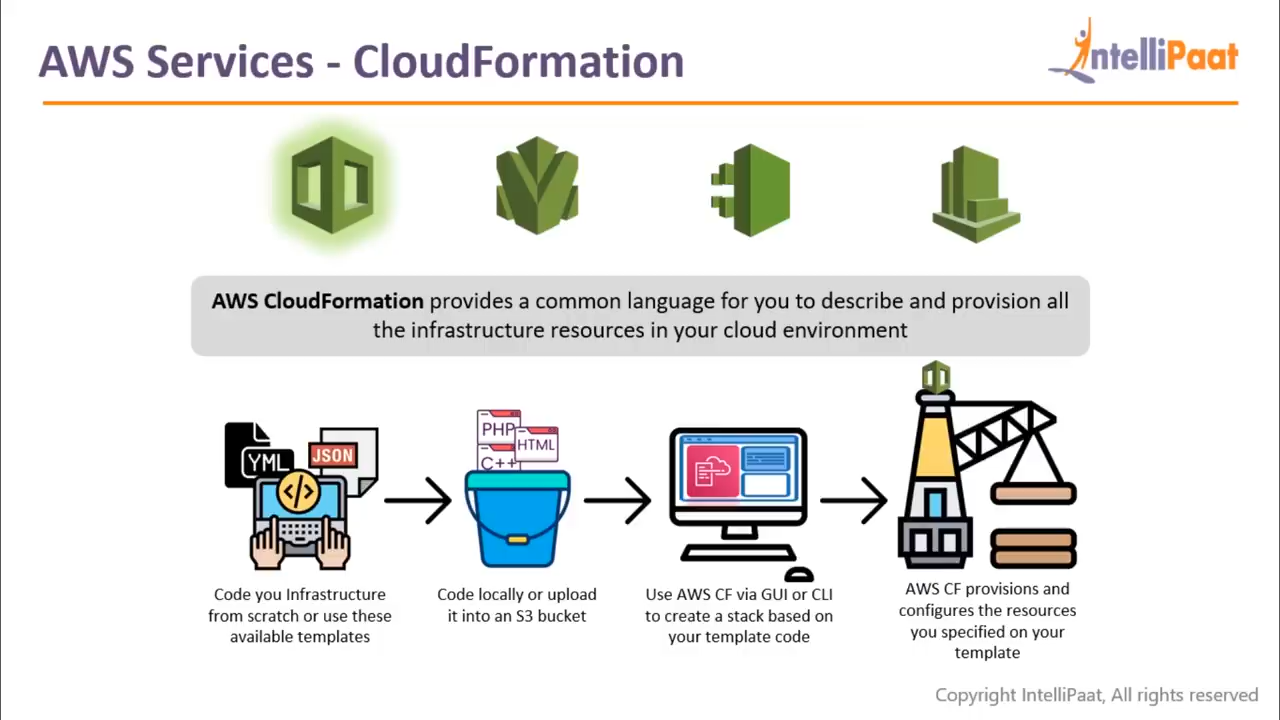 AWS Services - CloudFormation
IntelliPaat
AWS CloudFormation provides a common language for you to describe and provision all
the infrastructure resources in your cloud environment
YML
JSON
</>
PHP
HTML
C++
Code you Infrastructure
from scratch or use these
available templates
Code locally or upload
it into an S3 bucket
Use AWS CF via GUI or CLI
to create a stack based on
your template code
AWS CF provisions and
configures the resources
you specified on your
template
Copyright IntelliPaat, All rights reserved